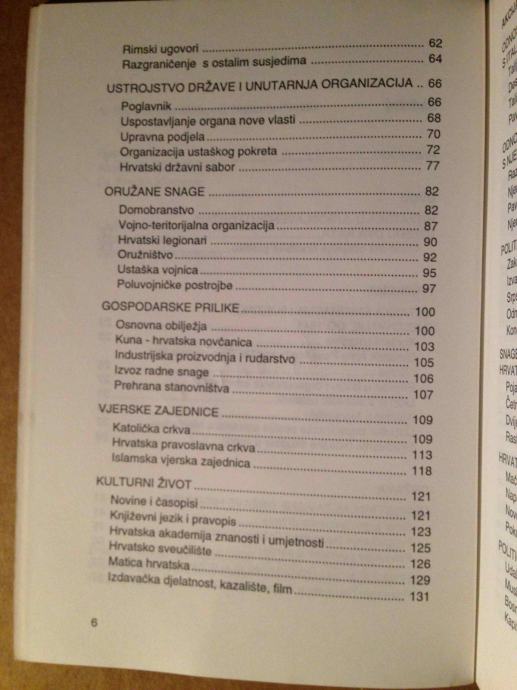 Rimski ugovori ........................................................ 62
Razgraničenje s ostalim susjedima ................................ 64
USTROJSTVO DRŽAVE I UNUTARNJA ORGANIZACIJA .. 66
Poglavnik ............................................................... 66
Uspostavljanje organa nove vlasti ................................ 68
Upravna podjela ...................................................... 70
Organizacija ustaškog pokreta ................................... 72
Hrvatski državni sabor .............................................. 77
ORUŽANE SNAGE .................................................... 82
Domobranstvo ........................................................ 82
Vojno-teritorijalna organizacija ................................... 87
Hrvatski legionari ..................................................... 90
Oružništvo .............................................................. 92
Ustaška vojnica ....................................................... 95
Poluvojničke postrojbe .............................................. 97
GOSPODARSKE PRILIKE .......................................... 100
Osnovna obilježja .................................................... 100
Kuna - hrvatska novčanica ........................................ 103
Industrijska proizvodnja i rudarstvo ............................ 105
Izvoz radne snage ................................................... 106
Prehrana stanovništva .............................................. 107
VJERSKE ZAJEDNICE ............................................... 109
Katolička crkva ........................................................ 109
Hrvatska pravoslavna crkva ...................................... 113
Islamska vjerska zajednica ........................................ 118
KULTURNI ŽIVOT ..................................................... 121
Novine i časopisi ...................................................... 121
Književni jezik i pravopis ........................................... 123
Hrvatska akademija znanosti i umjetnosti .................... 125
Hrvatsko sveučilište ................................................. 126
Matica hrvatska ....................................................... 129
Izdavačka djelatnost, kazalište, film ............................ 131
6